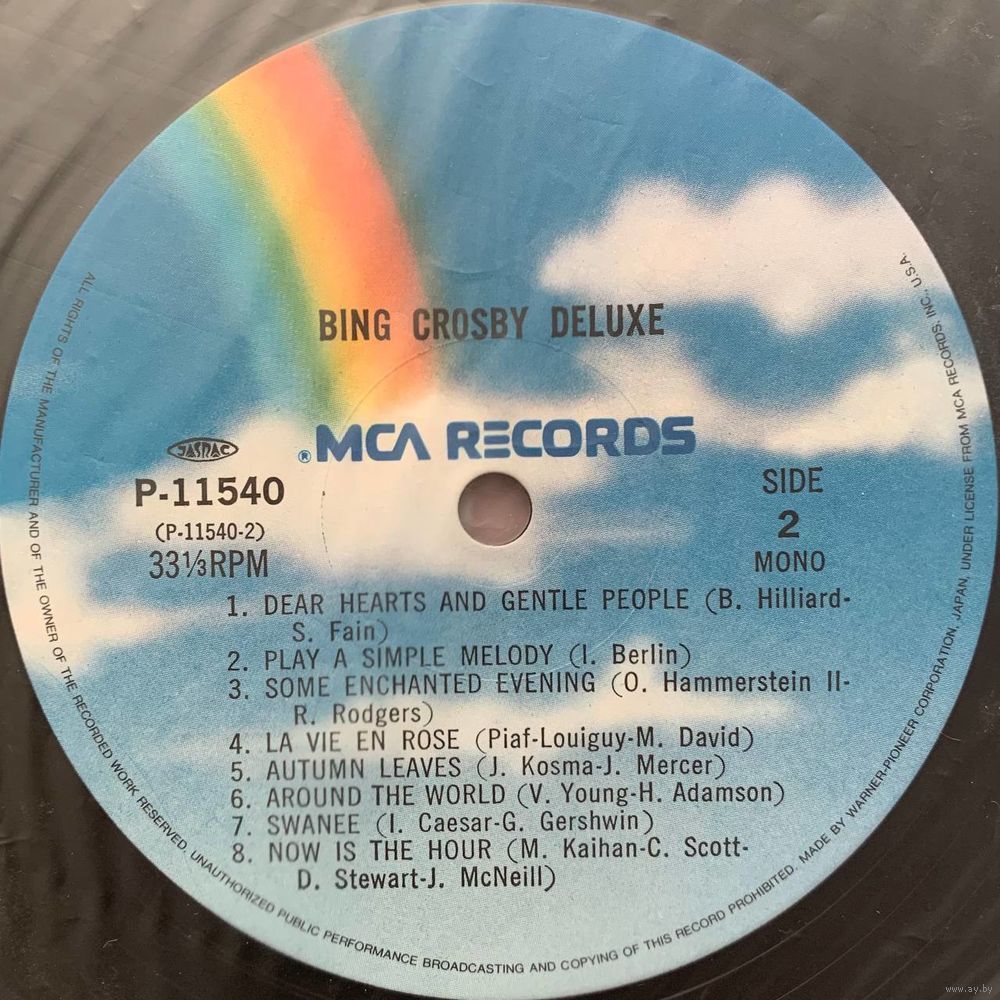 BING CROSBY DELUXE
® MCA RECORDS
JASRAC
P-11540
(P-11540-2)
33⅓RPM
SIDE
2
MONO
1. DEAR HEARTS AND GENTLE PEOPLE (B. Hilliard-
S. Fain)
2. PLAY A SIMPLE MELODY (I. Berlin)
3. SOME ENCHANTED EVENING (O. Hammerstein II-
R. Rodgers)
4. LA VIE EN ROSE (Piaf-Louiguy-M. David)
5. AUTUMN LEAVES (J. Kosma-J. Mercer)
6. AROUND THE WORLD (V. Young-H. Adamson)
7. SWANEE (I. Caesar-G. Gershwin)
8. NOW IS THE HOUR (M. Kaihan-C. Scott-
D. Stewart-J. McNeill)
ALL RIGHTS OF THE MANUFACTURER AND OF THE OWNER OF THE RECORDED WORK RESERVED. UNAUTHORIZED PUBLIC PERFORMANCE BROADCASTING AND COPYING OF THIS RECORD PROHIBITED. MADE BY WARNER-PIONEER CORPORATION, JAPAN, UNDER LICENSE FROM MCA RECORDS, INC., U.S.A.
www.ay.by